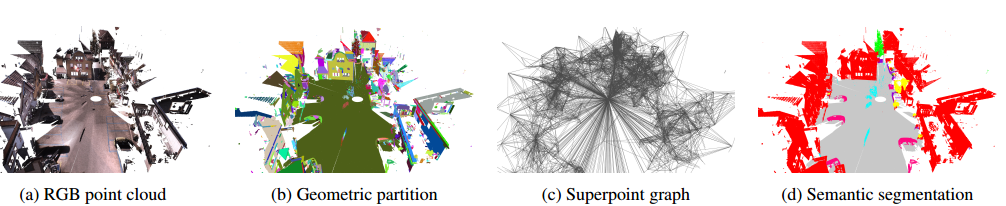 (a) RGB point cloud
(b) Geometric partition
(c) Superpoint graph
(d) Semantic segmentation